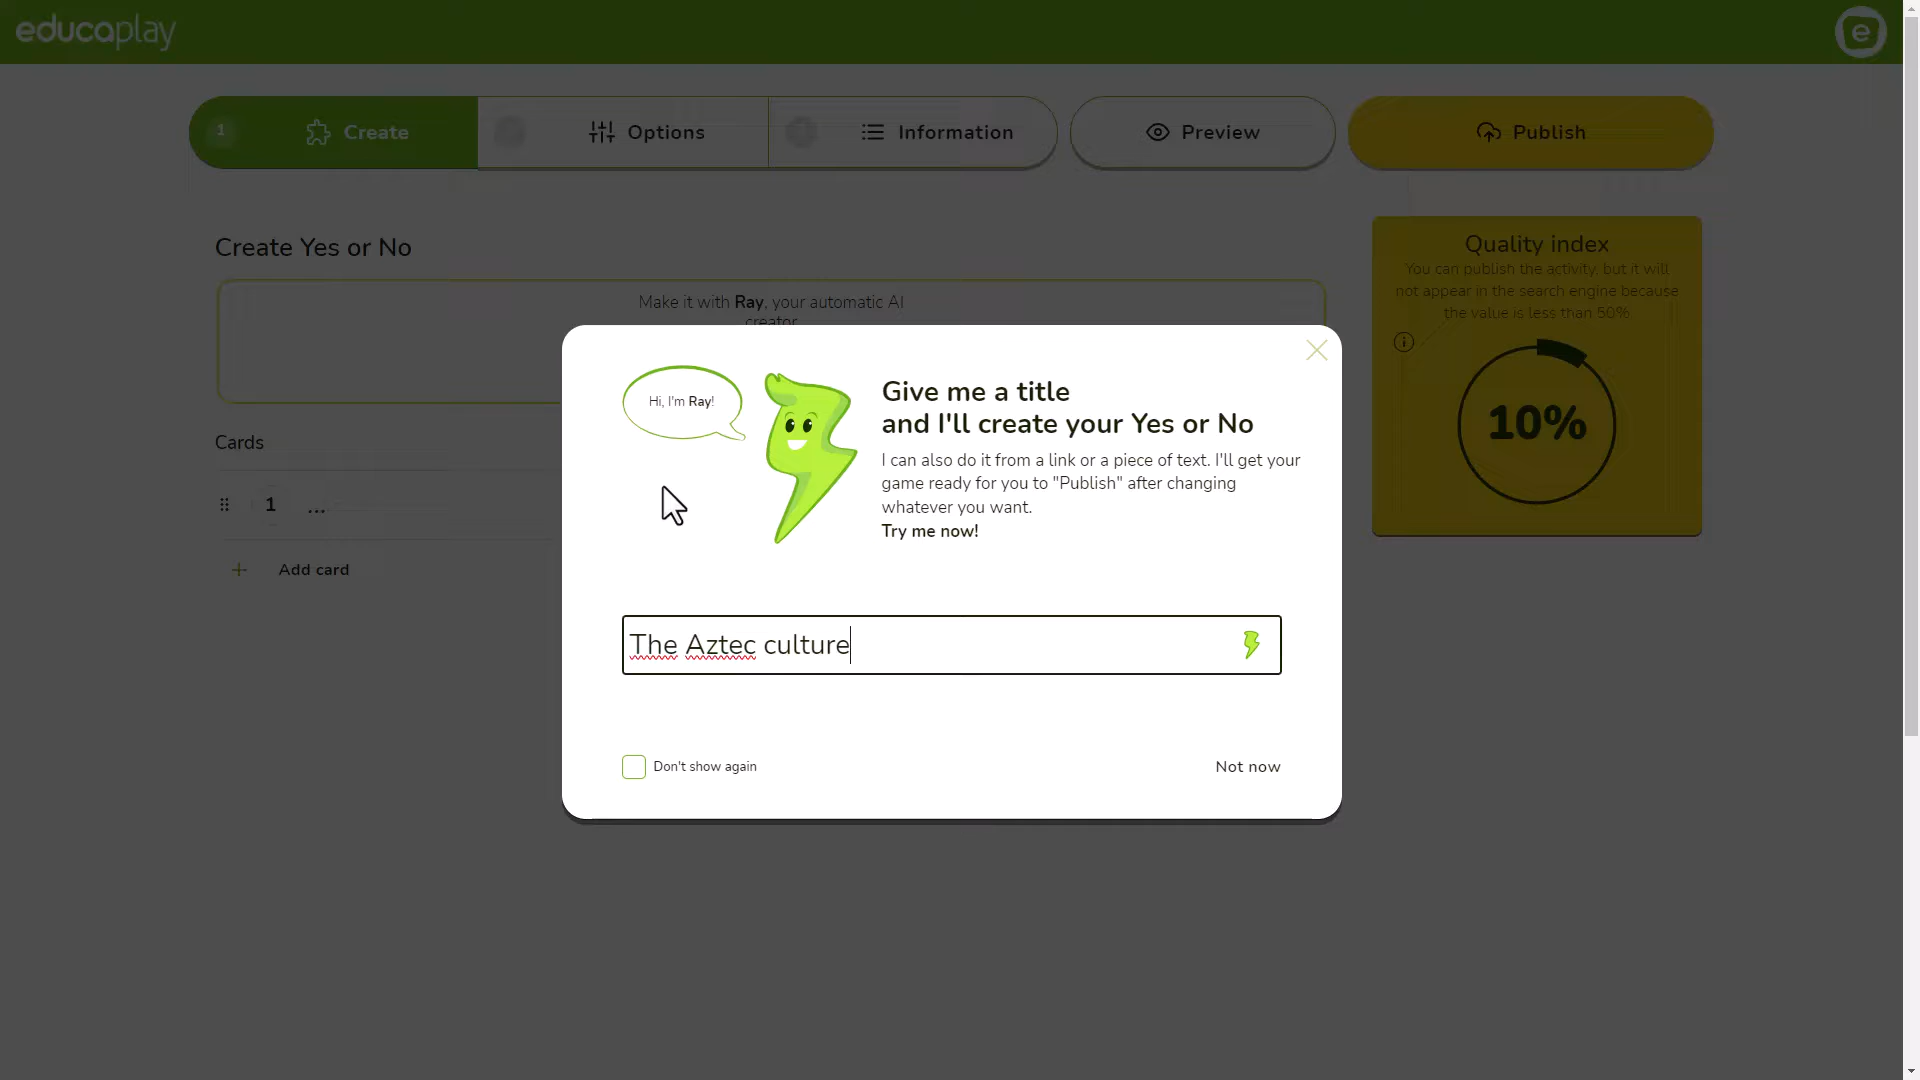 educaplay
e
1 Create
Options
Information
Preview
Publish
Create Yes or No
Make it with Ray, your automatic AI
creator
Quality index
You can publish the activity, but it will
not appear in the search engine because
the value is less than 50%.
10%
Cards
1 ...
Add card
Hi, I'm Ray!
Give me a title
and I'll create your Yes or No
I can also do it from a link or a piece of text. I'll get your
game ready for you to "Publish" after changing
whatever you want.
Try me now!
The Aztec culture
Don't show again
Not now